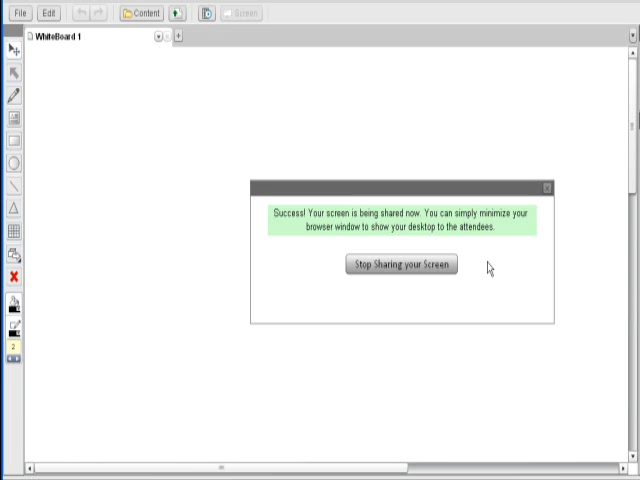 File Edit Content Screen
WhiteBoard 1
Success! Your screen is being shared now. You can simply minimize your
browser window to show your desktop to the attendees.
Stop Sharing your Screen
2